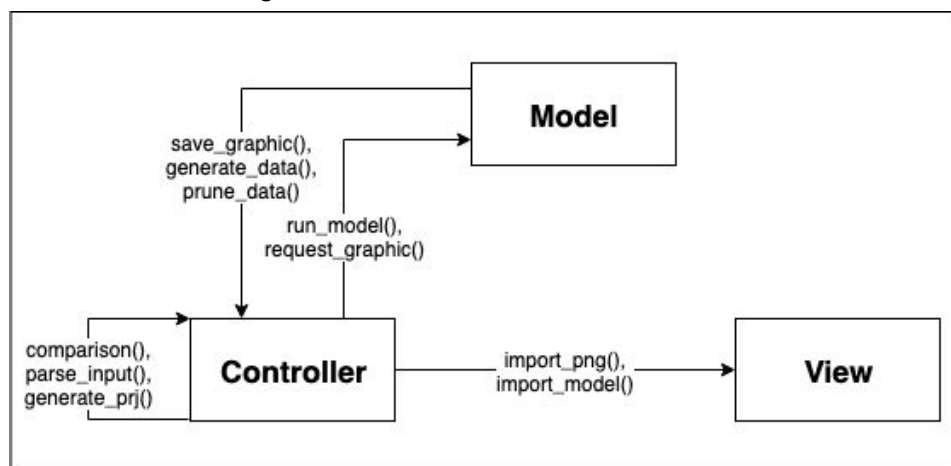 Model
save_graphic(),
generate_data(),
prune_data()
run_model(),
request_graphic()
comparison(),
parse_input(),
generate_prj()
Controller
import_png(),
import_model()
View